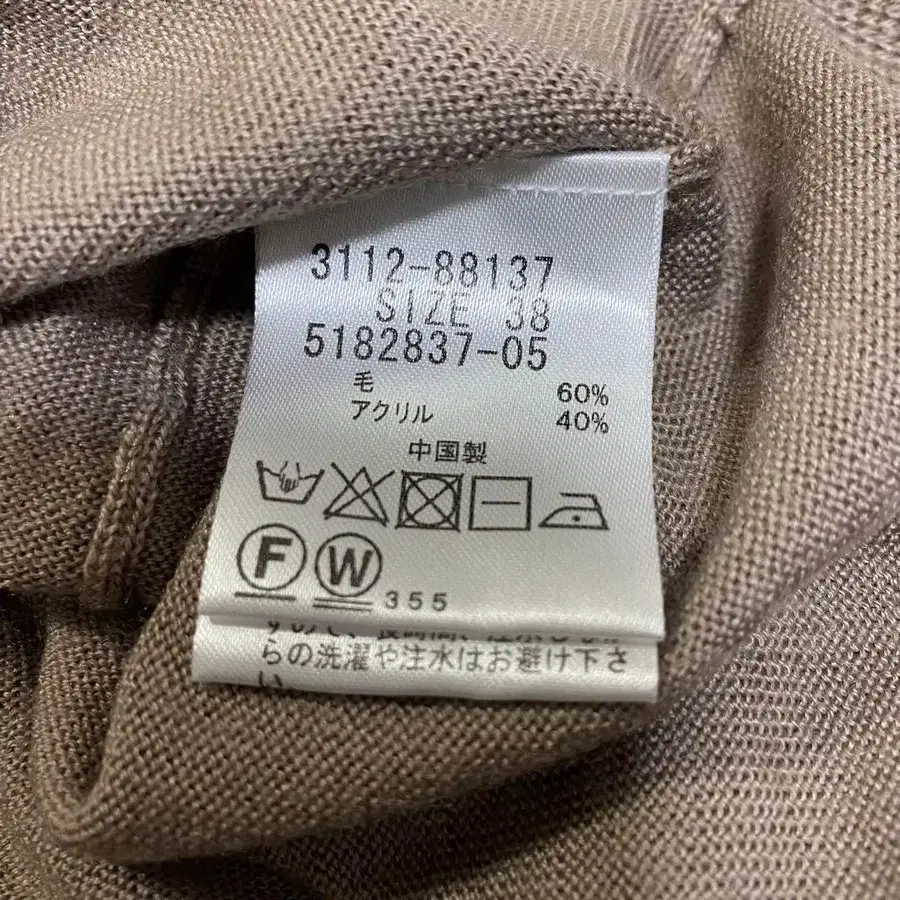 3112-88137
SIZE 38
5182837-05
毛 60%
アクリル 40%
中国製
F W 355
らの洗濯や注水はお避け下さ
い